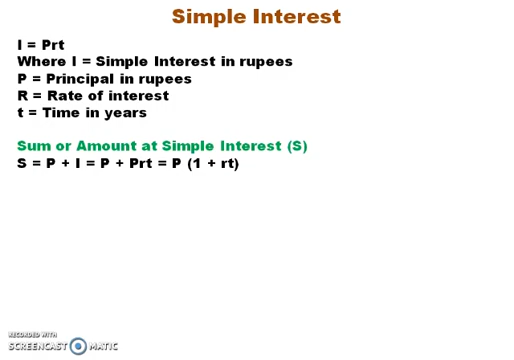 Simple Interest
I = Prt
Where I = Simple Interest in rupees
P = Principal in rupees
R = Rate of interest
t = Time in years
Sum or Amount at Simple Interest (S)
S = P + I = P + Prt = P (1 + rt)
RECORDED WITH
SCREENCAST MATIC